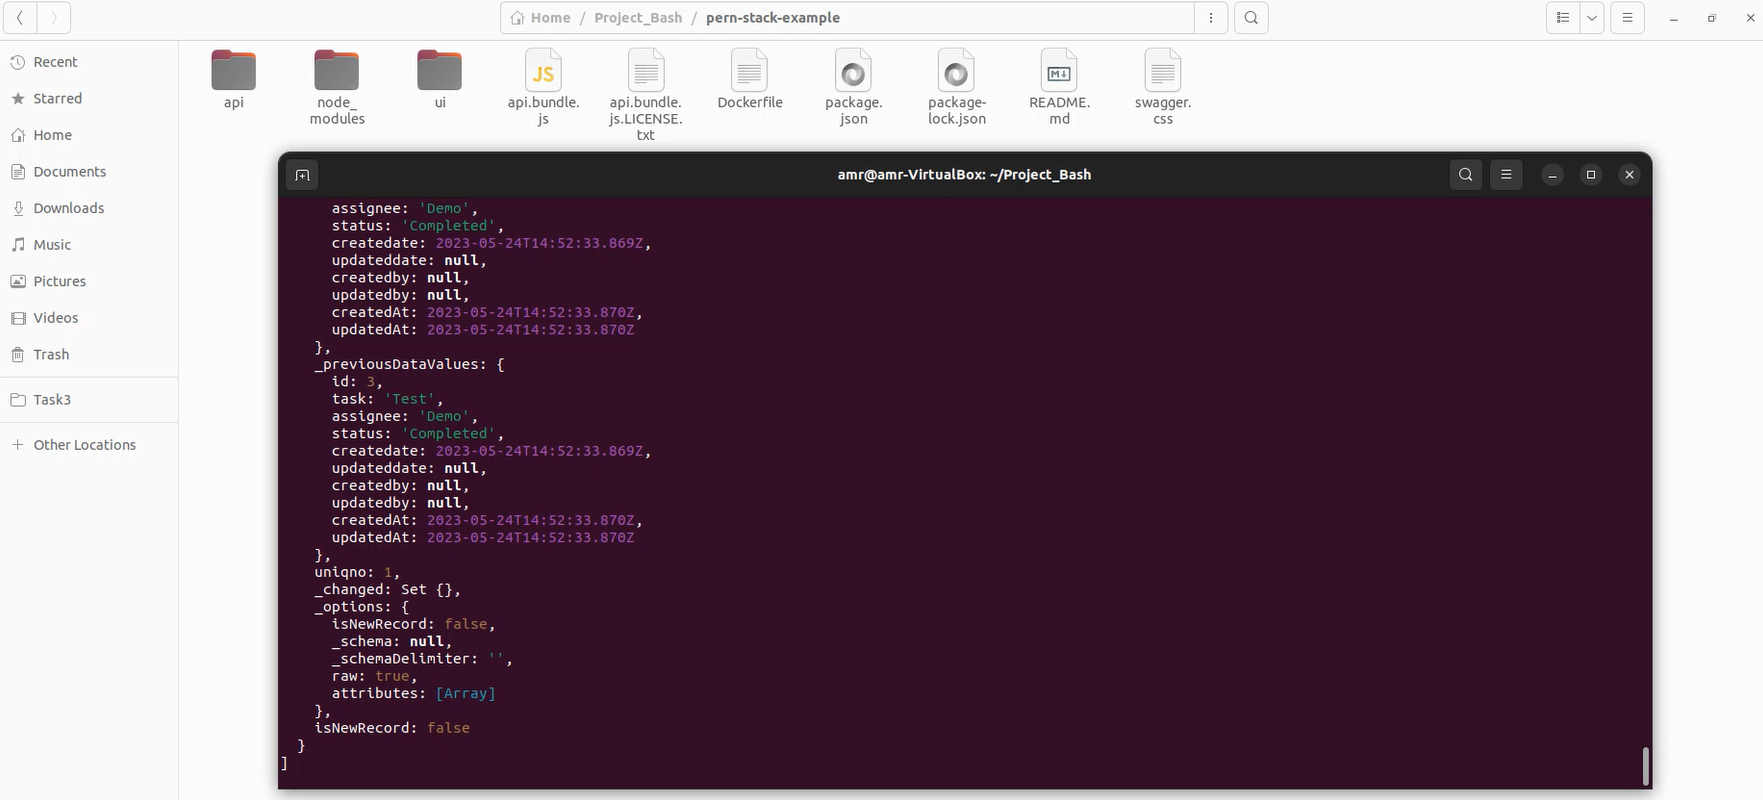 Home / Project_Bash / pern-stack-example
Recent
Starred
Home
Documents
Downloads
Music
Pictures
Videos
Trash
Task3
Other Locations
api
node_
modules
ui
JS
api.bundle.
js
api.bundle.
js.LICENSE.
txt
Dockerfile
package.
json
package-
lock.json
M
README.
md
swagger.
css
amr@amr-VirtualBox: ~/Project_Bash
assignee: 'Demo',
status: 'Completed',
createdate: 2023-05-24T14:52:33.869Z,
updateddate: null,
createdby: null,
updatedby: null,
createdAt: 2023-05-24T14:52:33.870Z,
updatedAt: 2023-05-24T14:52:33.870Z
},
_previousDataValues: {
id: 3,
task: 'Test',
assignee: 'Demo',
status: 'Completed',
createdate: 2023-05-24T14:52:33.869Z,
updateddate: null,
createdby: null,
updatedby: null,
createdAt: 2023-05-24T14:52:33.870Z,
updatedAt: 2023-05-24T14:52:33.870Z
},
uniqno: 1,
_changed: Set {},
_options: {
isNewRecord: false,
_schema: null,
_schemaDelimiter: '',
raw: true,
attributes: [Array]
},
isNewRecord: false
}
]